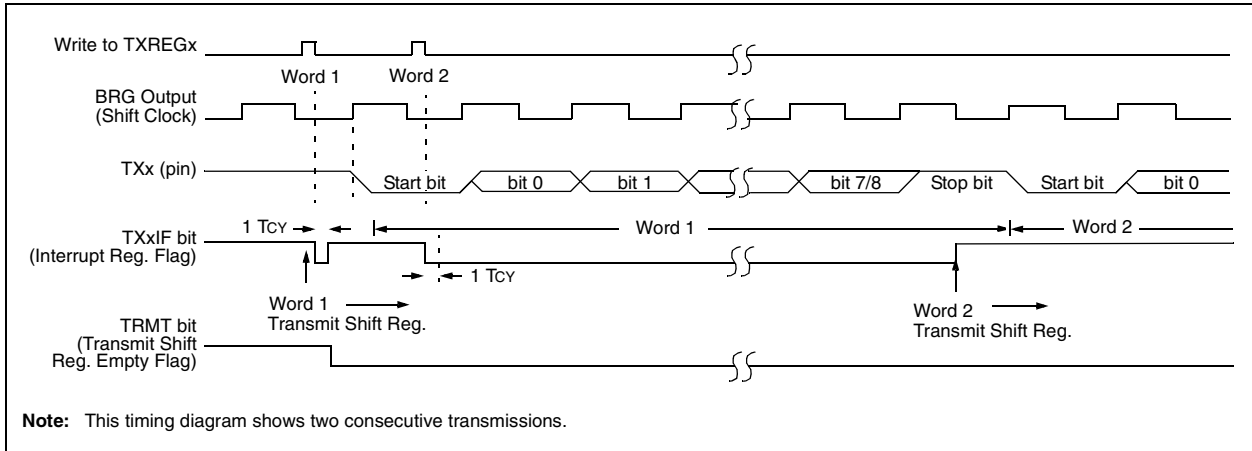 Write to TXREGx
Word 1
Word 2
BRG Output
(Shift Clock)
TXx (pin)
Start bit
bit 0
bit 1
bit 7/8
Stop bit
Start bit
bit 0
1 TCY
Word 1
Word 2
TXxIF bit
(Interrupt Reg. Flag)
1 TCY
Word 1
Transmit Shift Reg.
Word 2
Transmit Shift Reg.
TRMT bit
(Transmit Shift
Reg. Empty Flag)
Note: This timing diagram shows two consecutive transmissions.